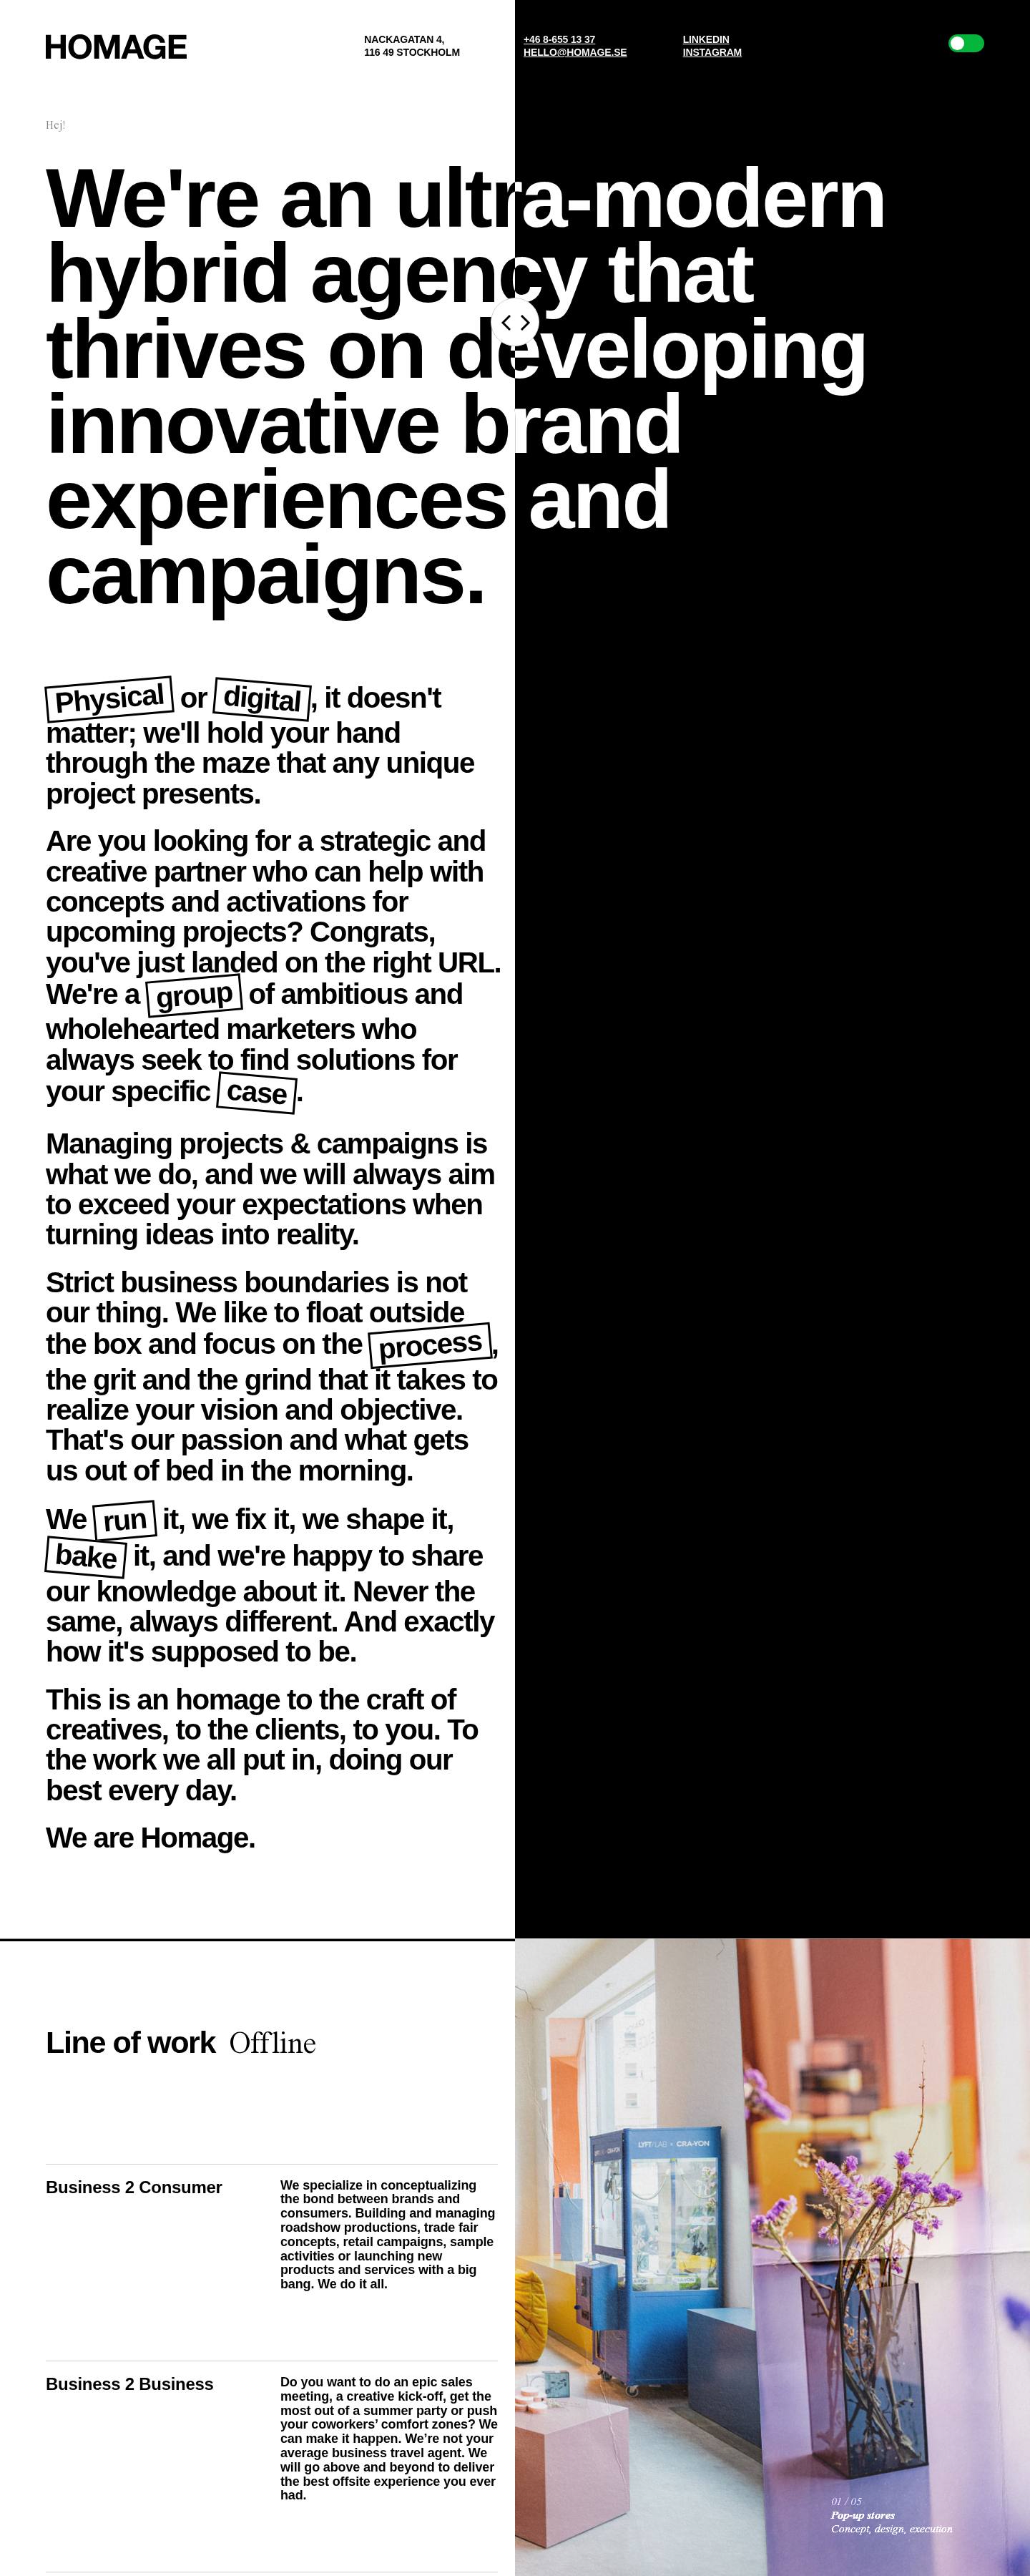 HOMAGE
NACKAGATAN 4,
116 49 STOCKHOLM
+46 8-655 13 37
HELLO@HOMAGE.SE
LINKEDIN
INSTAGRAM
Hej!
We're an ultra-modern
hybrid agency that
thrives on developing
innovative brand
experiences and
campaigns.
Physical or digital, it doesn't
matter; we'll hold your hand
through the maze that any unique
project presents.
Are you looking for a strategic and
creative partner who can help with
concepts and activations for
upcoming projects? Congrats,
you've just landed on the right URL.
We're a group of ambitious and
wholehearted marketers who
always seek to find solutions for
your specific case.
Managing projects & campaigns is
what we do, and we will always aim
to exceed your expectations when
turning ideas into reality.
Strict business boundaries is not
our thing. We like to float outside
the box and focus on the process,
the grit and the grind that it takes to
realize your vision and objective.
That's our passion and what gets
us out of bed in the morning.
We run it, we fix it, we shape it,
bake it, and we're happy to share
our knowledge about it. Never the
same, always different. And exactly
how it's supposed to be.
This is an homage to the craft of
creatives, to the clients, to you. To
the work we all put in, doing our
best every day.
We are Homage.
Line of work Offline
Business 2 Consumer
We specialize in conceptualizing
the bond between brands and
consumers. Building and managing
roadshow productions, trade fair
concepts, retail campaigns, sample
activities or launching new
products and services with a big
bang. We do it all.
Business 2 Business
Do you want to do an epic sales
meeting, a creative kick-off, get the
most out of a summer party or push
your coworkers’ comfort zones? We
can make it happen. We’re not your
average business travel agent. We
will go above and beyond to deliver
the best offsite experience you ever
had.
LYFTLAB × CRA-YON
01 / 05
Pop-up stores
Concept, design, execution